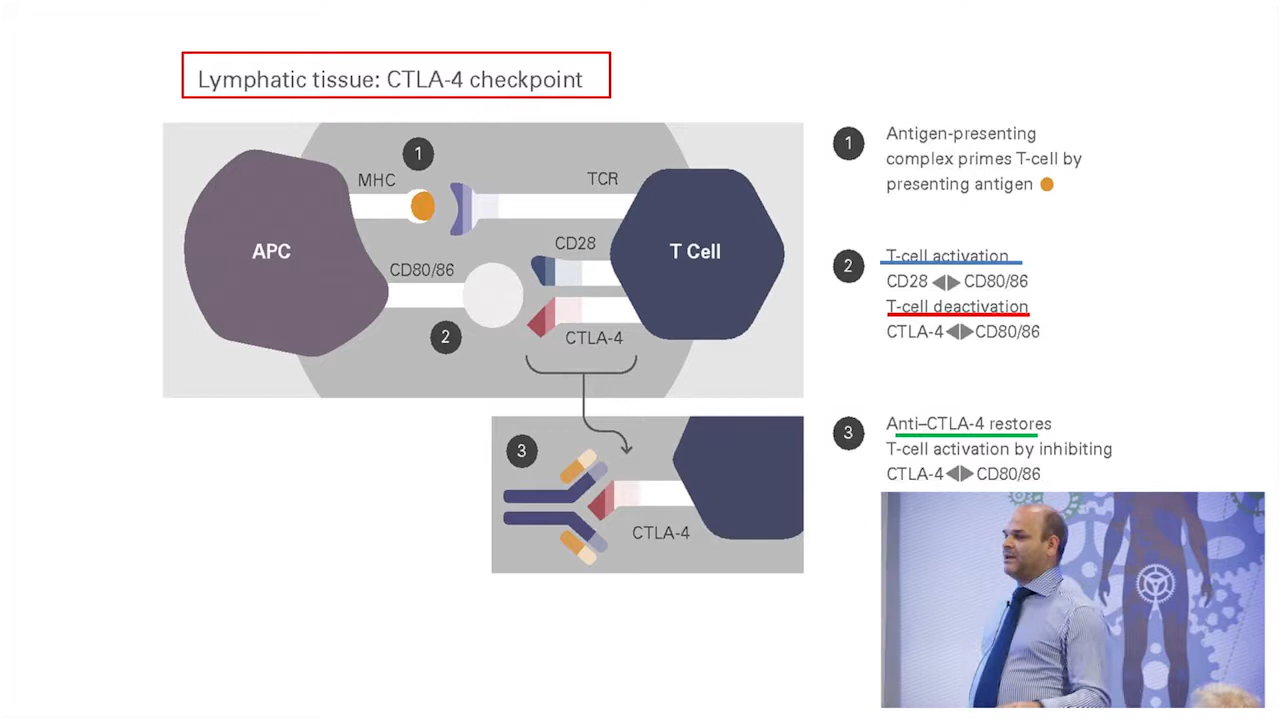 Lymphatic tissue: CTLA-4 checkpoint
1
MHC
TCR
APC
T Cell
CD28
CD80/86
2
CTLA-4
3
CTLA-4
1
Antigen-presenting
complex primes T-cell by
presenting antigen
2
T-cell activation
CD28 ◀▶ CD80/86
T-cell deactivation
CTLA-4 ◀▶ CD80/86
3
Anti–CTLA-4 restores
T-cell activation by inhibiting
CTLA-4 ◀▶ CD80/86